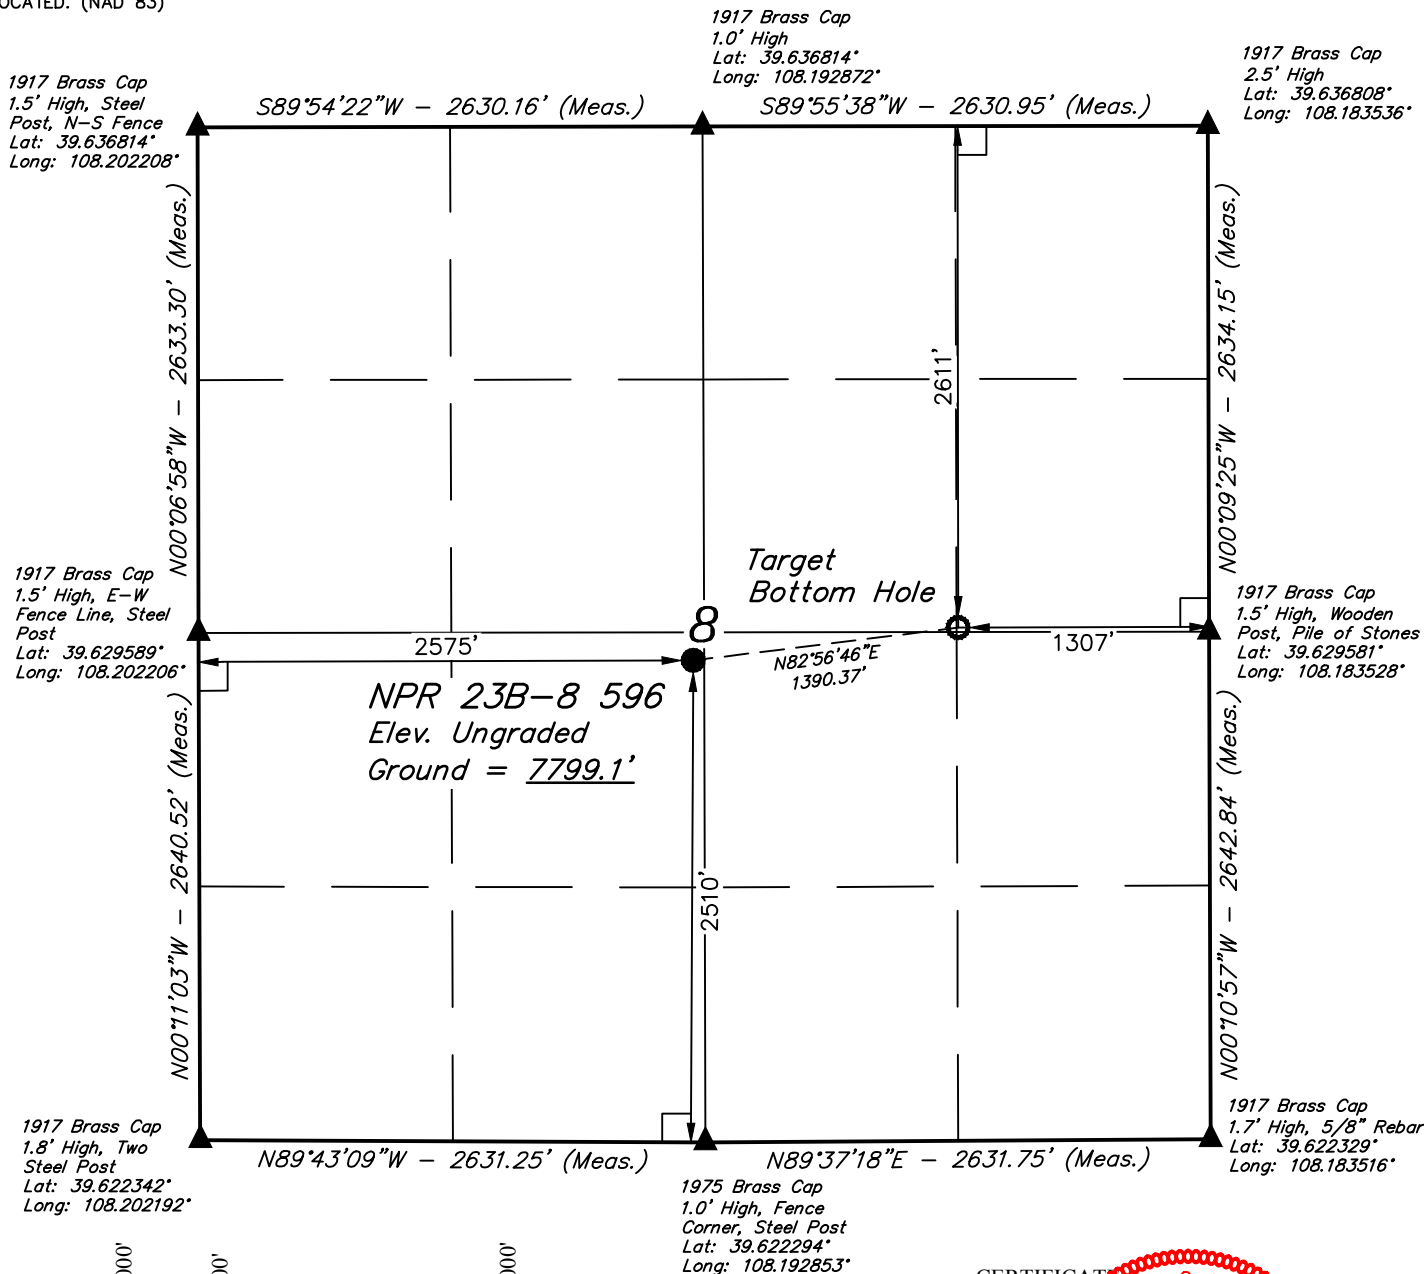 OCATED. (NAD 83)
1917 Brass Cap
1.0' High
Lat: 39.636814°
Long: 108.192872°
1917 Brass Cap
2.5' High
Lat: 39.636808°
Long: 108.183536°
1917 Brass Cap
1.5' High, Steel
Post, N-S Fence
Lat: 39.636814°
Long: 108.202208°
S89°54'22"W - 2630.16' (Meas.)
S89°55'38"W - 2630.95' (Meas.)
N00°06'58"W - 2633.30' (Meas.)
2611'
N00°09'25"W - 2634.15' (Meas.)
Target
Bottom Hole
1917 Brass Cap
1.5' High, E-W
Fence Line, Steel
Post
Lat: 39.629589°
Long: 108.202206°
8
2575'
N82°56'46"E
1390.37'
1307'
1917 Brass Cap
1.5' High, Wooden
Post, Pile of Stones
Lat: 39.629581°
Long: 108.183528°
NPR 23B-8 596
Elev. Ungraded
Ground = 7799.1'
N00°11'03"W - 2640.52' (Meas.)
2510'
N00°10'57"W - 2642.84' (Meas.)
1917 Brass Cap
1.8' High, Two
Steel Post
Lat: 39.622342°
Long: 108.202192°
N89°43'09"W - 2631.25' (Meas.)
N89°37'18"E - 2631.75' (Meas.)
1917 Brass Cap
1.7' High, 5/8" Rebar
Lat: 39.622329°
Long: 108.183516°
1975 Brass Cap
1.0' High, Fence
Corner, Steel Post
Lat: 39.622294°
Long: 108.192853°
000'
00'
000'
CERTIFICAT